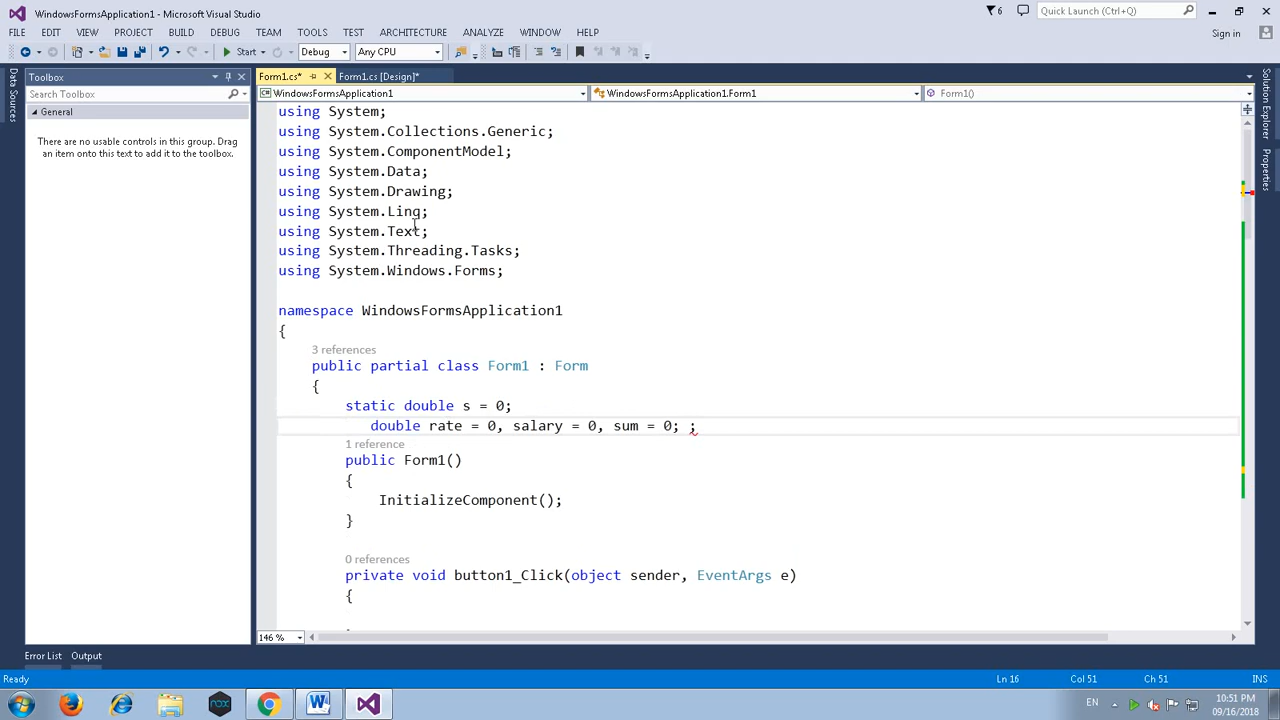 WindowsFormsApplication1 - Microsoft Visual Studio
6
Quick Launch (Ctrl+Q)
FILE EDIT VIEW PROJECT BUILD DEBUG TEAM TOOLS TEST ARCHITECTURE ANALYZE WINDOW HELP
Sign in
Start Debug Any CPU
Data Sources
Toolbox
Search Toolbox
General
There are no usable controls in this group. Drag
an item onto this text to add it to the toolbox.
Form1.cs* Form1.cs [Design]*
WindowsFormsApplication1 WindowsFormsApplication1.Form1 Form1()
using System;
using System.Collections.Generic;
using System.ComponentModel;
using System.Data;
using System.Drawing;
using System.Linq;
using System.Text;
using System.Threading.Tasks;
using System.Windows.Forms;
namespace WindowsFormsApplication1
{
3 references
public partial class Form1 : Form
{
static double s = 0;
double rate = 0, salary = 0, sum = 0; ;
1 reference
public Form1()
{
InitializeComponent();
}
0 references
private void button1_Click(object sender, EventArgs e)
{
146 %
Solution Explorer
Properties
Error List Output
Ready Ln 16 Col 51 Ch 51 INS
nox
EN
10:51 PM
09/16/2018